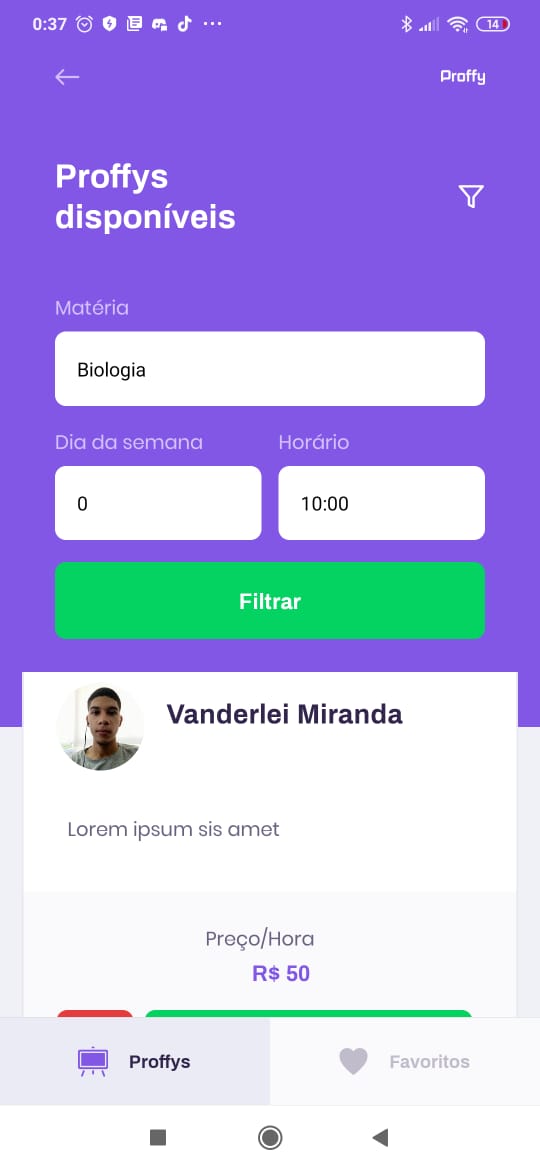 0:37
14
Proffy
Proffys
disponíveis
Matéria
Biologia
Dia da semana
Horário
0
10:00
Filtrar
Vanderlei Miranda
Lorem ipsum sis amet
Preço/Hora
R$ 50
Proffys
Favoritos